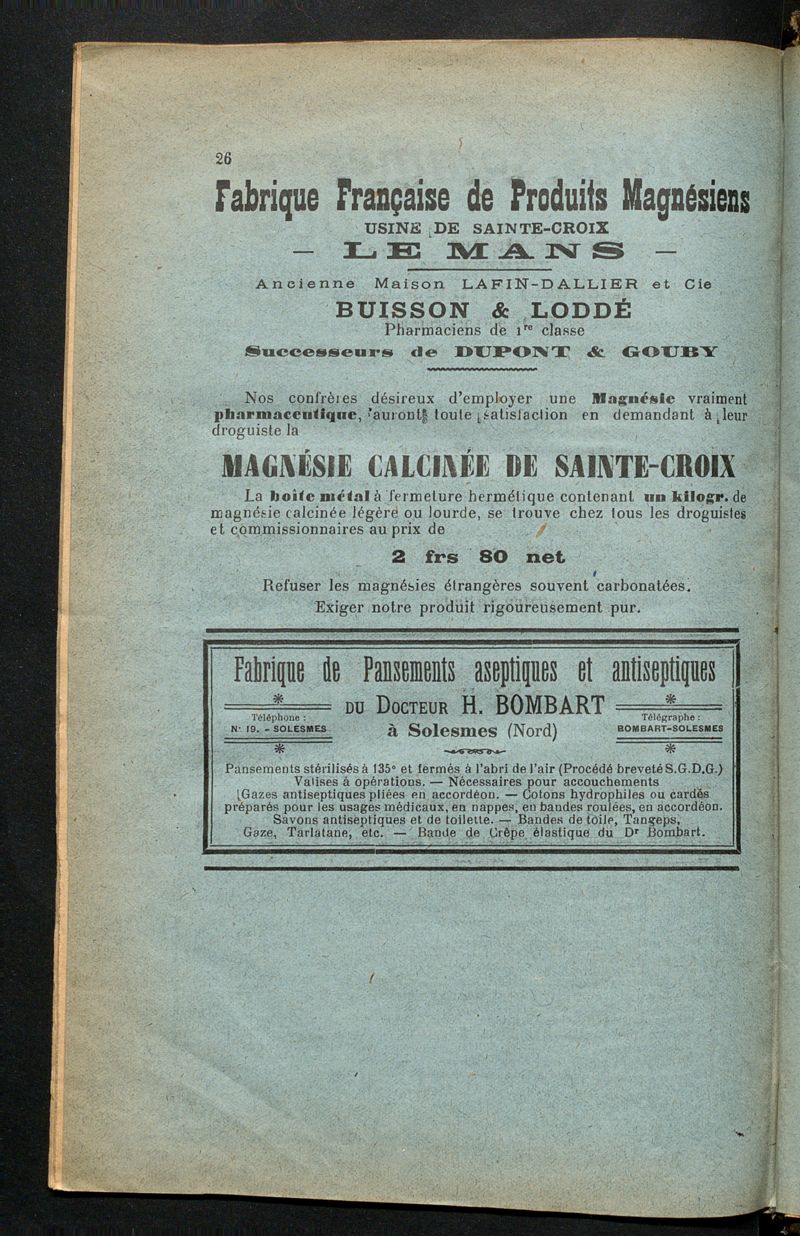 26
Fabrique Française de Produits Magnésiens
USINE DE SAINTE-CROIX
— LE MANS —
Ancienne Maison LAFIN-DALLIER et Cie
BUISSON & LODDÉ
Pharmaciens de 1re classe
Successeurs de DUPONT & GOUBY
Nos confrères désireux d'employer une Magnésie vraiment
pharmaceutique, auront toute satisfaction en demandant à leur
droguiste la
MAGNÉSIE CALCINÉE DE SAINTE-CROIX
La boîte métal à fermeture hermétique contenant un kilogr. de
magnésie calcinée légère ou lourde, se trouve chez tous les droguistes
et commissionnaires au prix de
2 frs 80 net
Refuser les magnésies étrangères souvent carbonatées.
Exiger notre produit rigoureusement pur.
Fabrique de Pansements aseptiques et antiseptiques
DU DOCTEUR H. BOMBART
à Solesmes (Nord)
Téléphone :
N° 19. - SOLESMES
Télégraphe :
BOMBART-SOLESMES
Pansements stérilisés à 135° et fermés à l'abri de l'air (Procédé breveté S.G.D.G.)
Valises à opérations. — Nécessaires pour accouchements
Gazes antiseptiques pliées en accordéon. — Cotons hydrophiles ou cardés
préparés pour les usages médicaux, en nappes, en bandes roulées, en accordéon.
Savons antiseptiques et de toilette. — Bandes de toile, Tangeps,
Gaze, Tarlatane, etc. — Bande de Crêpe élastique du Dr Bombart.